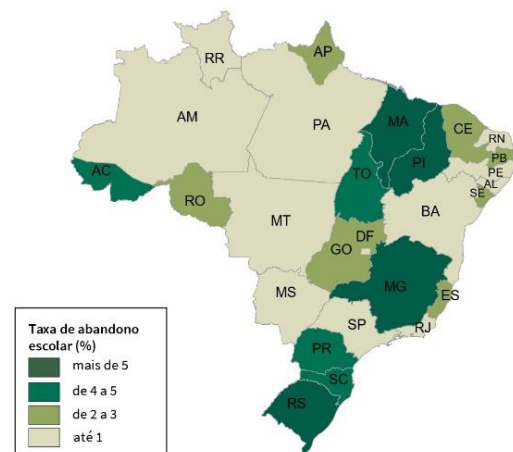 RR
AP
AM
PA
MA
CE
RN
PB
PE
AL
SE
PI
AC
TO
RO
BA
MT
DF
GO
MG
ES
MS
SP
RJ
PR
SC
RS
Taxa de abandono
escolar (%)
mais de 5
de 4 a 5
de 2 a 3
até 1